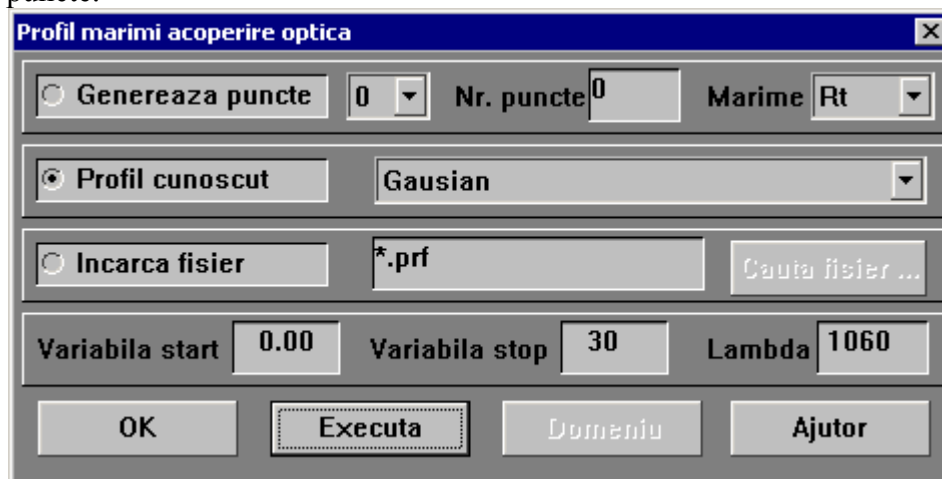 puncte.
Profil marimi acoperire optica
Genereaza puncte 0 Nr. puncte 0 Marime Rt
Profil cunoscut Gausian
Incarca fisier *.prf Cauta fisier ...
Variabila start 0.00 Variabila stop 30 Lambda 1060
OK Executa Domeniu Ajutor